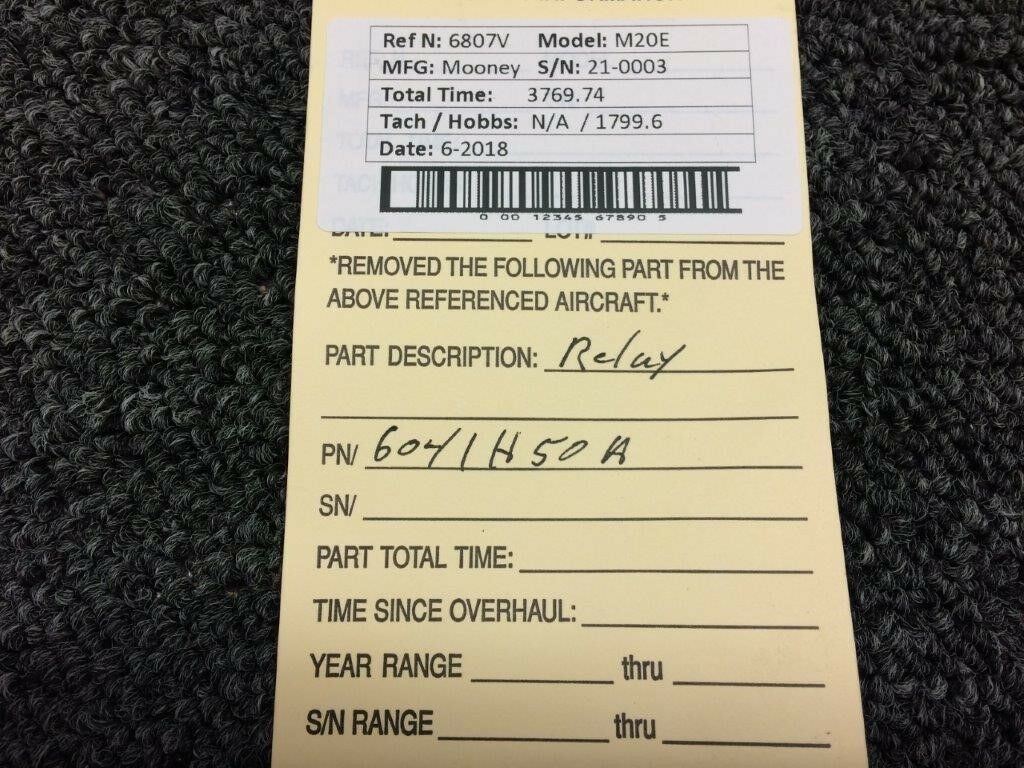 Ref N: 6807V Model: M20E
MFG: Mooney S/N: 21-0003
Total Time: 3769.74
Tach / Hobbs: N/A / 1799.6
Date: 6-2018
0 00 12345 67890 5
DATE: LOT#
*REMOVED THE FOLLOWING PART FROM THE
ABOVE REFERENCED AIRCRAFT.*
PART DESCRIPTION: Relay
PN/ 6041H50A
SN/
PART TOTAL TIME:
TIME SINCE OVERHAUL:
YEAR RANGE thru
S/N RANGE thru